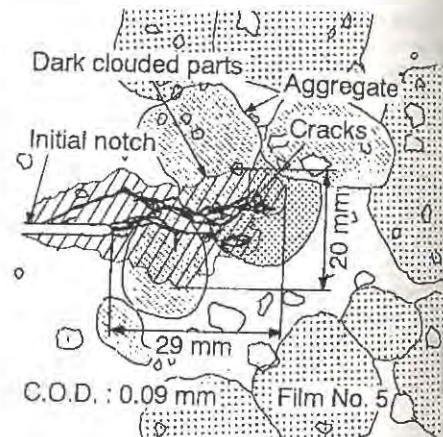 Dark clouded parts
Aggregate
Cracks
Initial notch
20 mm
29 mm
C.O.D. : 0.09 mm
Film No. 5